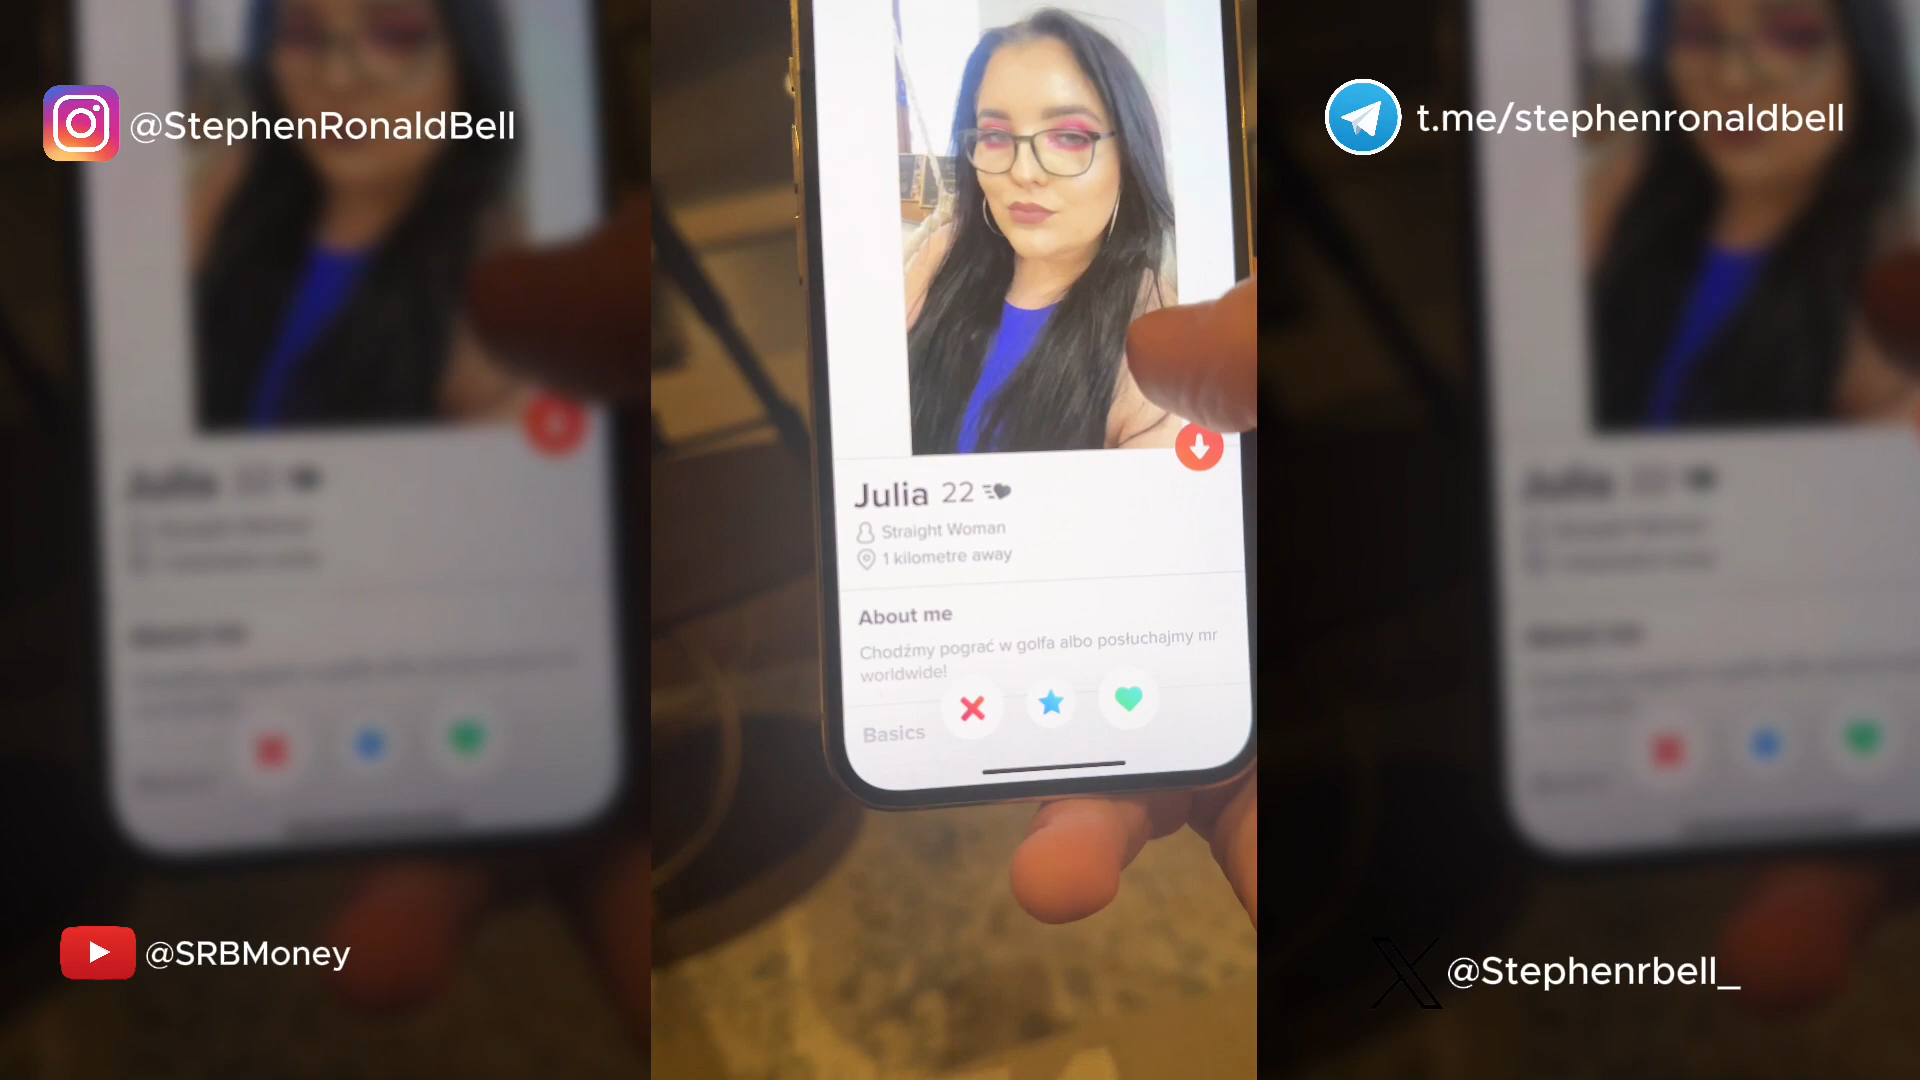 @StephenRonaldBell
t.me/stephenronaldbell
Julia 22
Straight Woman
1 kilometre away
About me
Chodźmy pograć w golfa albo posłuchajmy mr
worldwide!
Basics
@SRBMoney
@Stephenrbell_